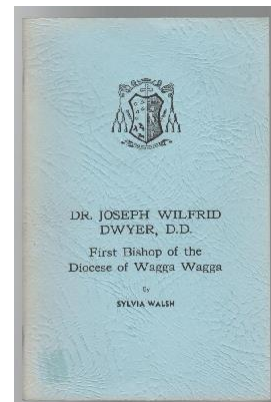 DR. JOSEPH WILFRID
DWYER, D.D.
First Bishop of the
Diocese of Wagga Wagga
By
SYLVIA WALSH